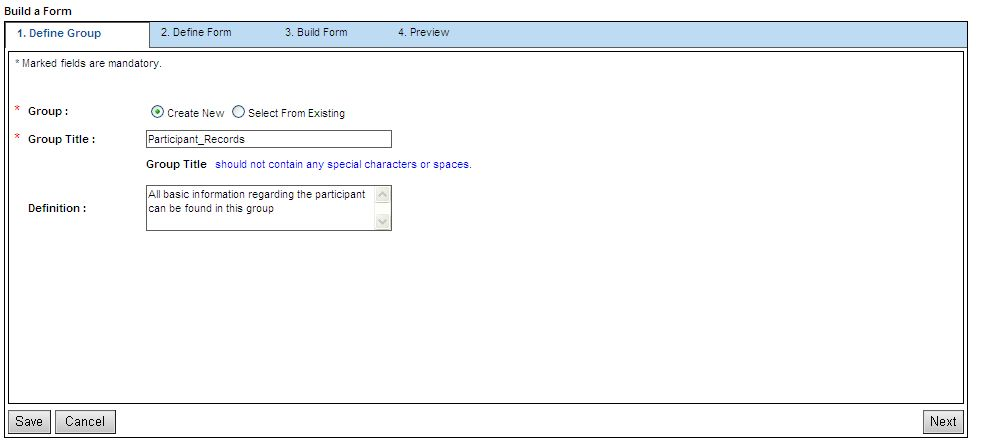 Build a Form
1. Define Group 2. Define Form 3. Build Form 4. Preview
* Marked fields are mandatory.
* Group : Create New Select From Existing
* Group Title : Participant_Records
Group Title should not contain any special characters or spaces.
Definition : All basic information regarding the participant
can be found in this group
Save Cancel Next